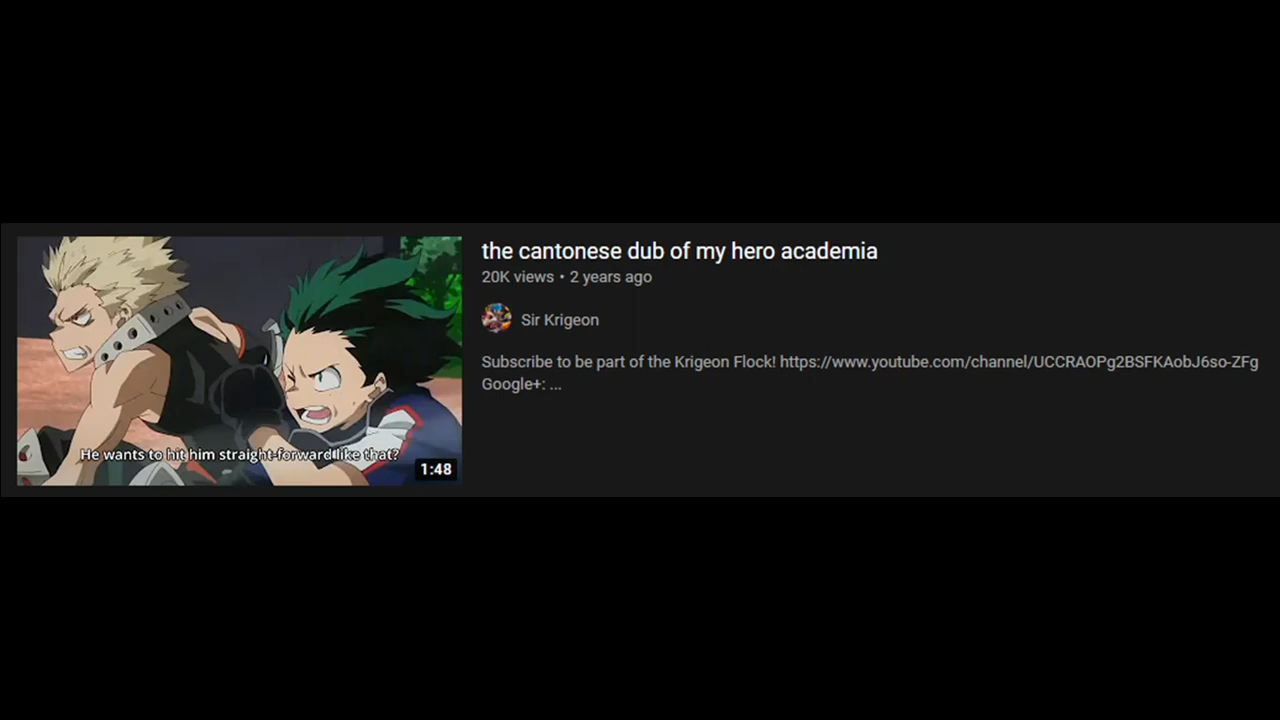 the cantonese dub of my hero academia
20K views • 2 years ago
Sir Krigeon
Subscribe to be part of the Krigeon Flock! https://www.youtube.com/channel/UCCRAOPg2BSFKAobJ6so-ZFg
Google+: ...
He wants to hit him straight-forward like that?
1:48